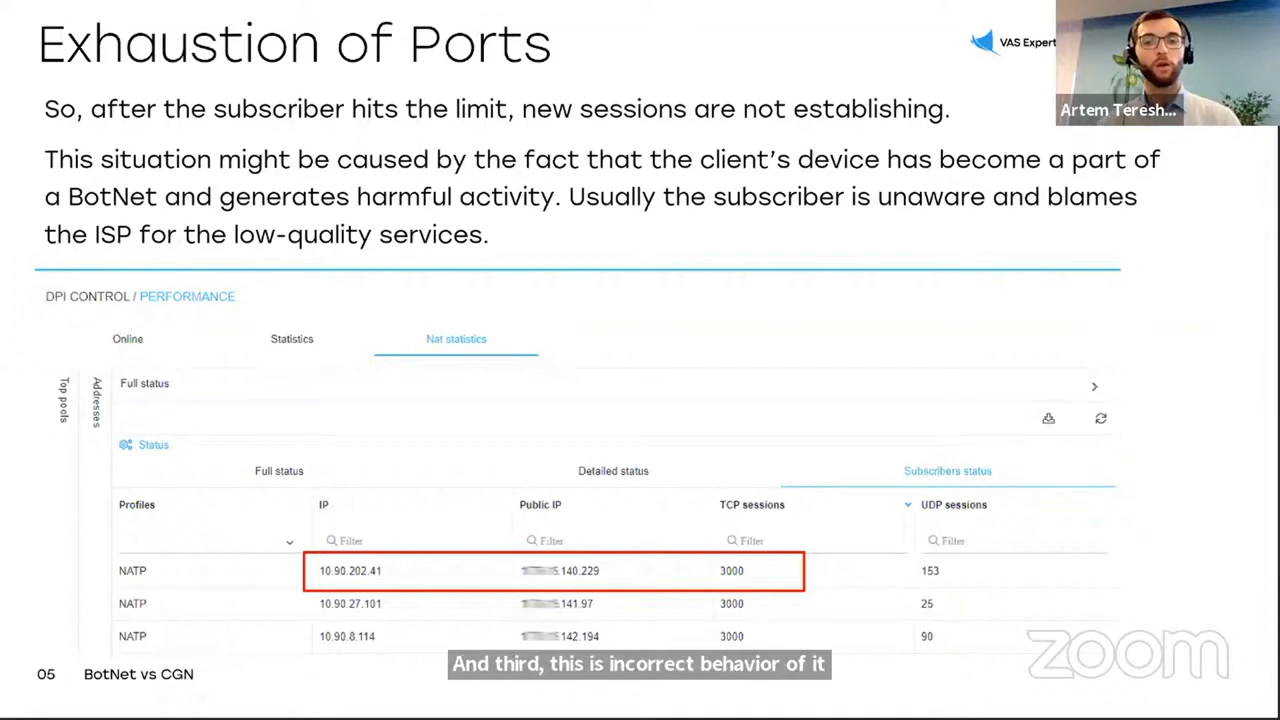 Exhaustion of Ports
VAS Expert
Artem Teresh...
So, after the subscriber hits the limit, new sessions are not establishing.
This situation might be caused by the fact that the client's device has become a part of
a BotNet and generates harmful activity. Usually the subscriber is unaware and blames
the ISP for the low-quality services.
DPI CONTROL / PERFORMANCE
Online
Statistics
Nat statistics
Top pools
Addresses
Full status
Status
Full status
Detailed status
Subscribers status
Profiles
IP
Public IP
TCP sessions
UDP sessions
Filter
Filter
Filter
Filter
NATP 10.90.202.41 .140.229 3000 153
NATP 10.90.27.101 .141.97 3000 25
NATP 10.90.8.114 .142.194 3000 90
And third, this is incorrect behavior of it
05 BotNet vs CGN
zoom